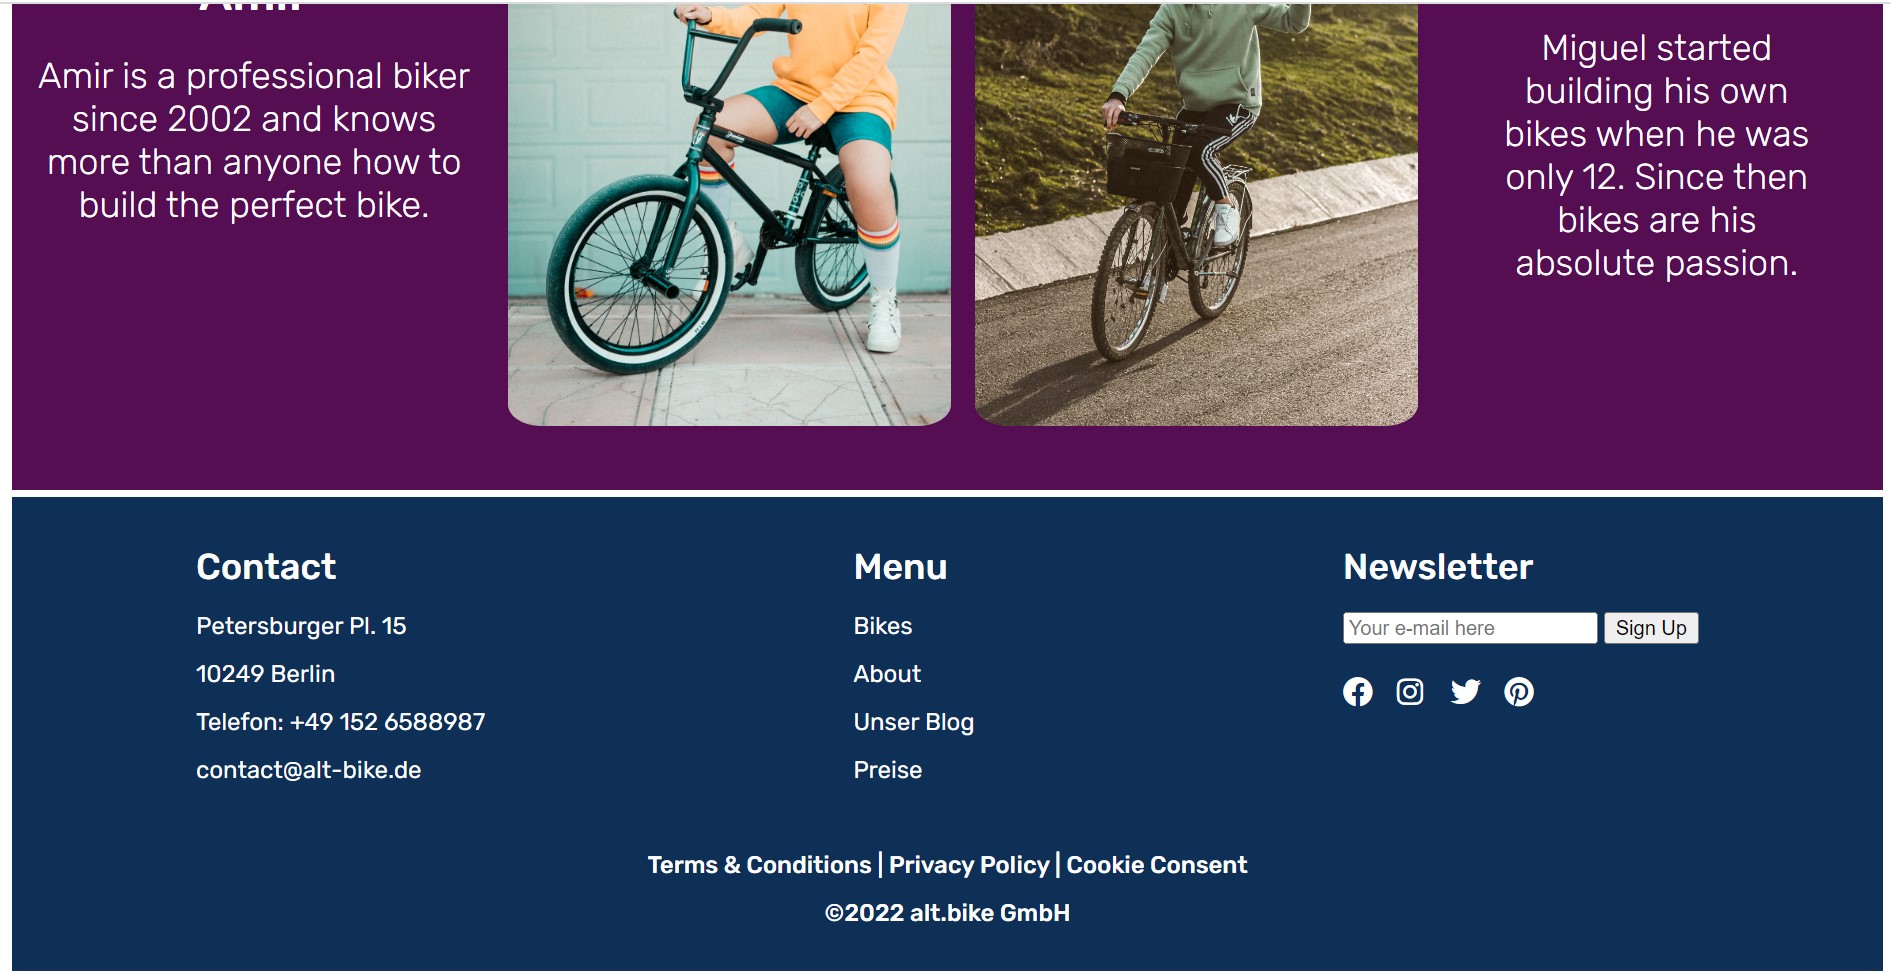 Amir
Amir is a professional biker
since 2002 and knows
more than anyone how to
build the perfect bike.
Miguel started
building his own
bikes when he was
only 12. Since then
bikes are his
absolute passion.
Contact
Petersburger Pl. 15
10249 Berlin
Telefon: +49 152 6588987
contact@alt-bike.de
Menu
Bikes
About
Unser Blog
Preise
Newsletter
Your e-mail here
Sign Up
Terms & Conditions | Privacy Policy | Cookie Consent
©2022 alt.bike GmbH